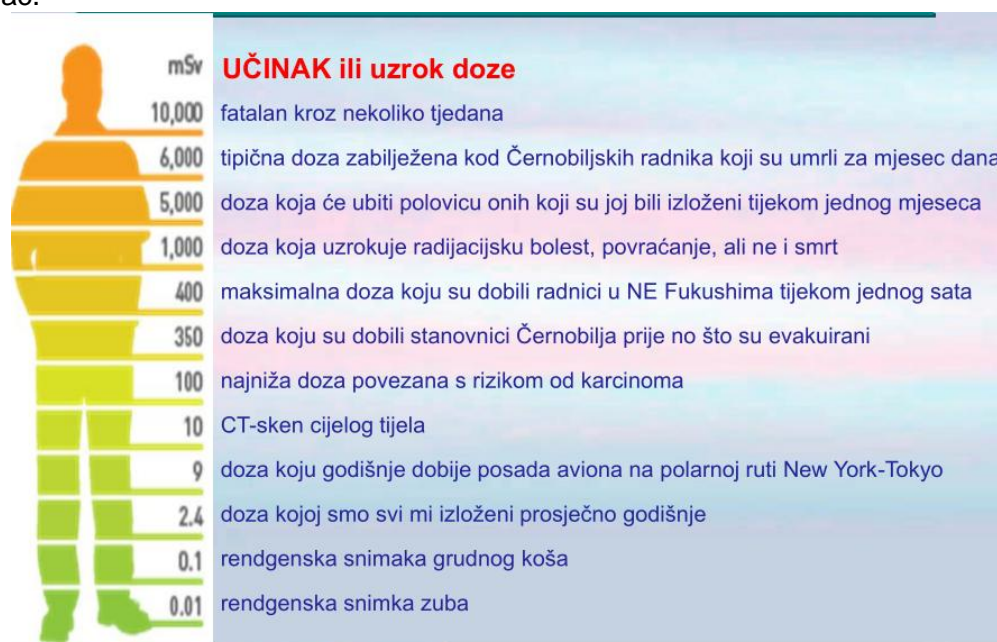 mSv UČINAK ili uzrok doze
10,000 fatalan kroz nekoliko tjedana
6,000 tipična doza zabilježena kod Černobiljskih radnika koji su umrli za mjesec dana
5,000 doza koja će ubiti polovicu onih koji su joj bili izloženi tijekom jednog mjeseca
1,000 doza koja uzrokuje radijacijsku bolest, povraćanje, ali ne i smrt
400 maksimalna doza koju su dobili radnici u NE Fukushima tijekom jednog sata
350 doza koju su dobili stanovnici Černobilja prije no što su evakuirani
100 najniža doza povezana s rizikom od karcinoma
10 CT-sken cijelog tijela
9 doza koju godišnje dobije posada aviona na polarnoj ruti New York-Tokyo
2.4 doza kojoj smo svi mi izloženi prosječno godišnje
0.1 rendgenska snimaka grudnog koša
0.01 rendgenska snimka zuba